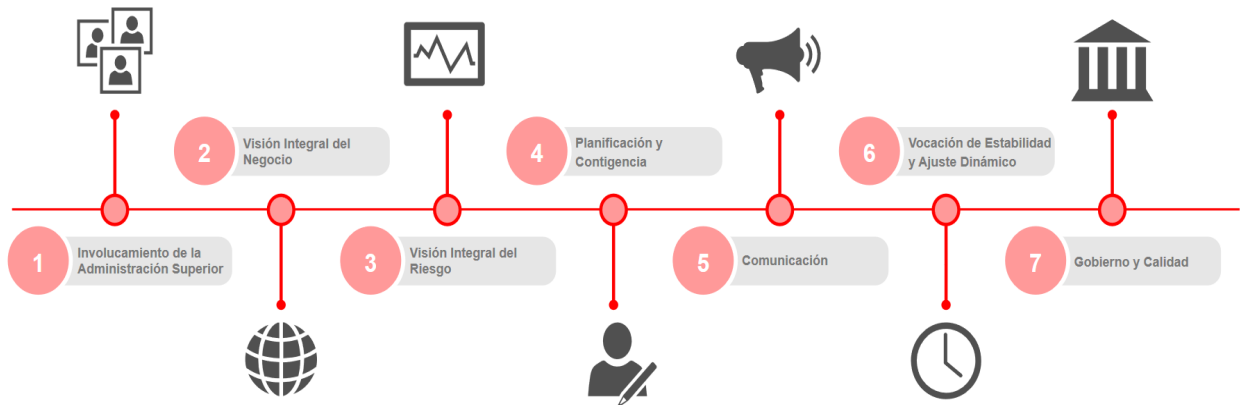 1
Involucamiento de la
Administración Superior
2
Visión Integral del
Negocio
3
Visión Integral del
Riesgo
4
Planificación y
Contigencia
5
Comunicación
6
Vocación de Estabilidad
y Ajuste Dinámico
7
Gobierno y Calidad